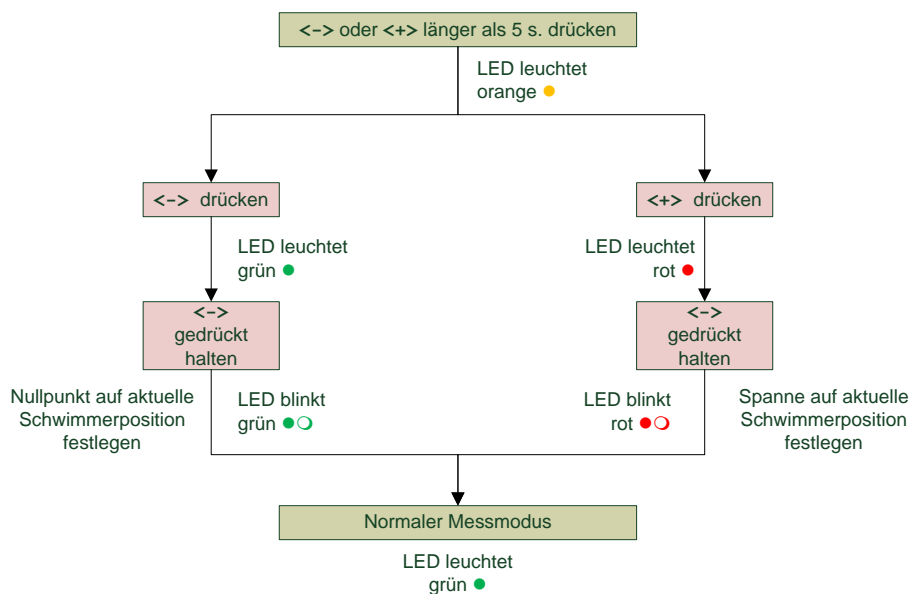 <-> oder <+> länger als 5 s. drücken
LED leuchtet
orange
<-> drücken
<+> drücken
LED leuchtet
grün
LED leuchtet
rot
<->
gedrückt
halten
<->
gedrückt
halten
Nullpunkt auf aktuelle
Schwimmerposition
festlegen
LED blinkt
grün
LED blinkt
rot
Spanne auf aktuelle
Schwimmerposition
festlegen
Normaler Messmodus
LED leuchtet
grün